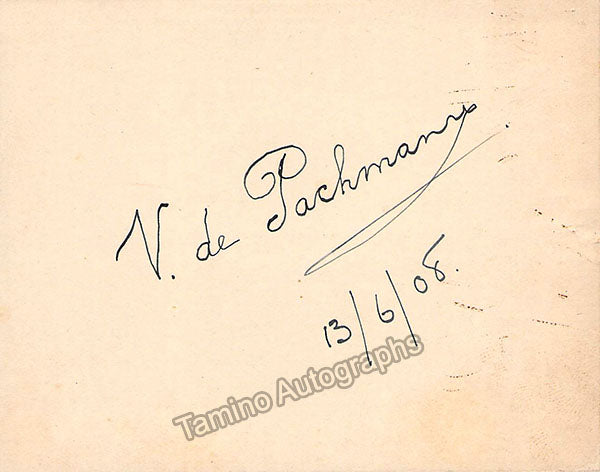 V. de Pachmann
13/6/08.
Tamino Autographs